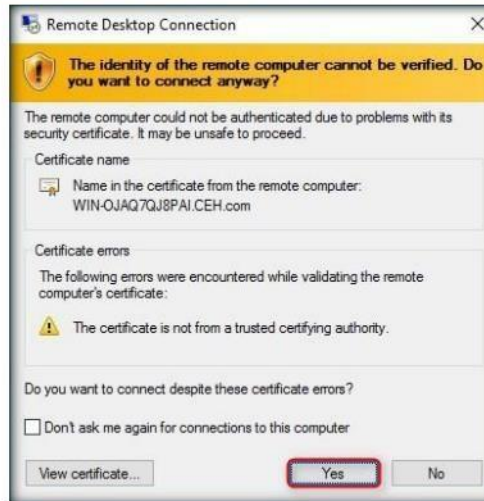 Remote Desktop Connection
The identity of the remote computer cannot be verified. Do
you want to connect anyway?
The remote computer could not be authenticated due to problems with its
security certificate. It may be unsafe to proceed.
Certificate name
Name in the certificate from the remote computer:
WIN-OJAQ7QJ8PAI.CEH.com
Certificate errors
The following errors were encountered while validating the remote
computer's certificate:
The certificate is not from a trusted certifying authority.
Do you want to connect despite these certificate errors?
Don't ask me again for connections to this computer
View certificate...
Yes
No